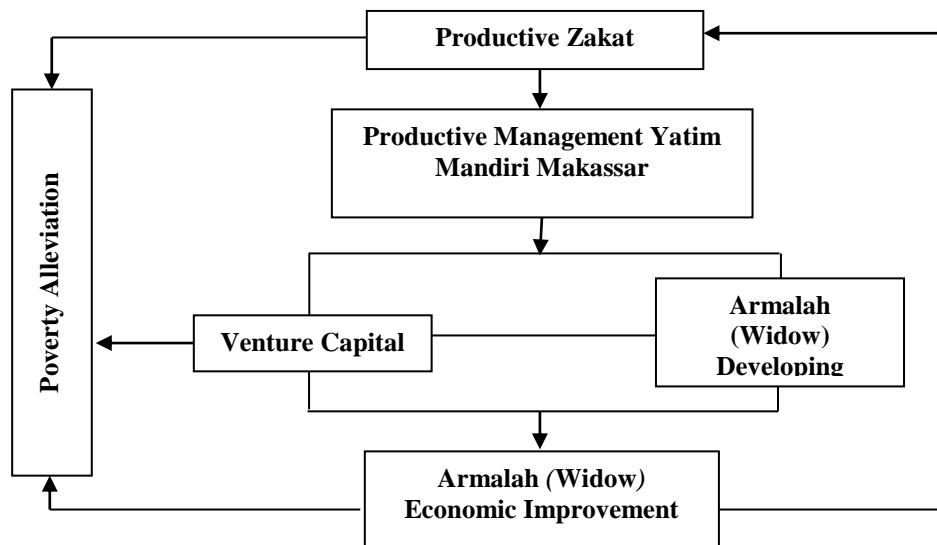 Productive Zakat
Productive Management Yatim
Mandiri Makassar
Poverty Alleviation
Venture Capital
Armalah
(Widow)
Developing
Armalah (Widow)
Economic Improvement